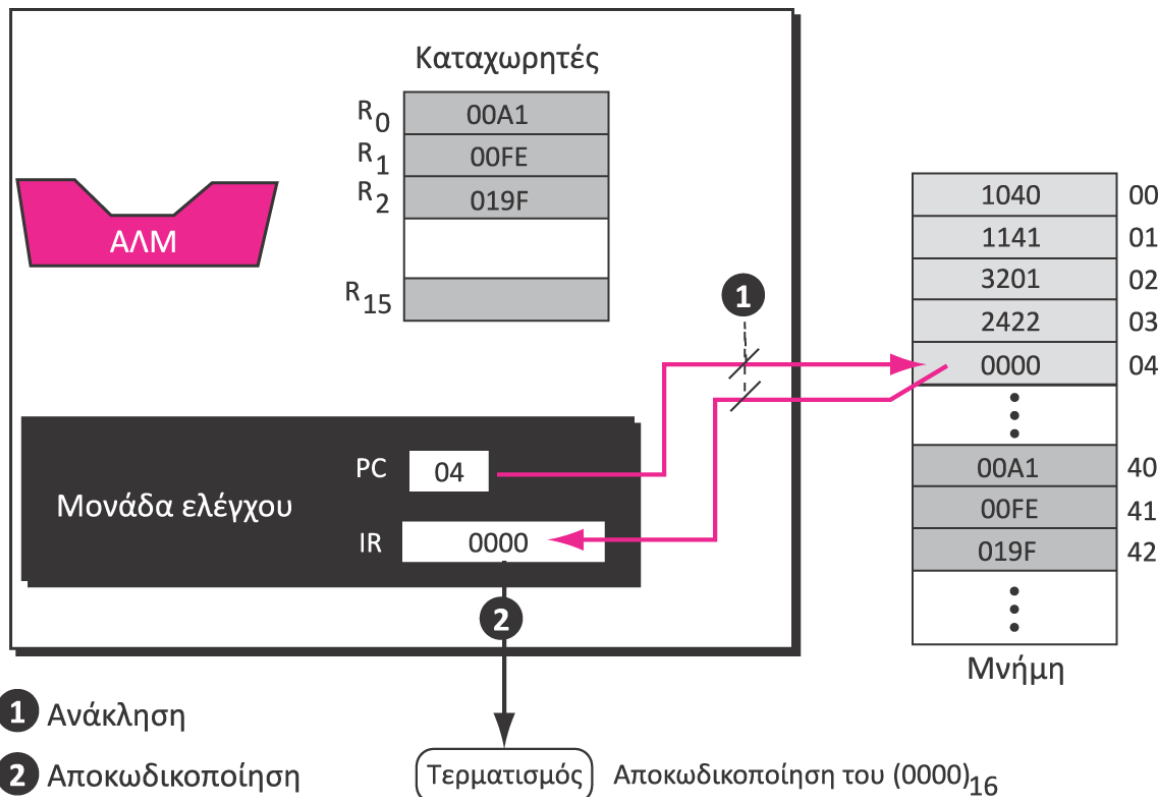 Καταχωρητές
R0 00A1
R1 00FE
R2 019F
R15
ΑΛΜ
1
1040 00
1141 01
3201 02
2422 03
0000 04
00A1 40
00FE 41
019F 42
Μνήμη
Μονάδα ελέγχου
PC 04
IR 0000
2
1 Ανάκληση
2 Αποκωδικοποίηση
Τερματισμός Αποκωδικοποίηση του (0000)16